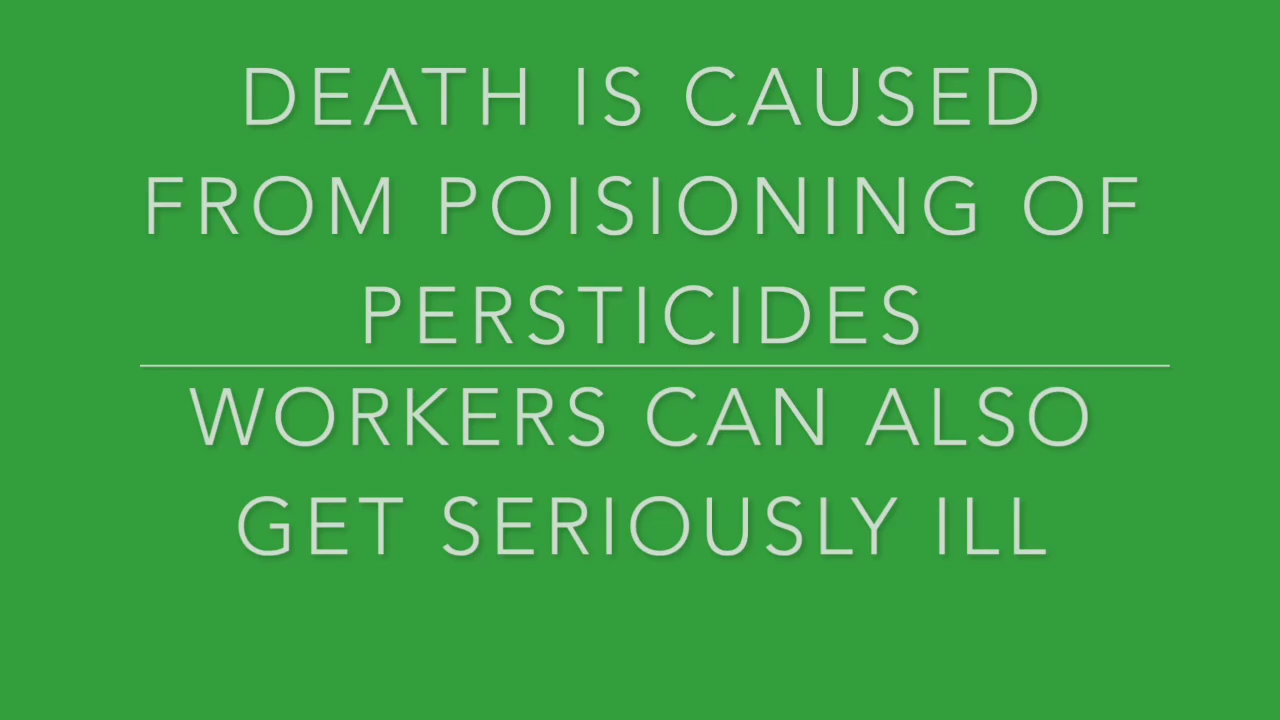 DEATH IS CAUSED
FROM POISIONING OF
PERSTICIDES
WORKERS CAN ALSO
GET SERIOUSLY ILL